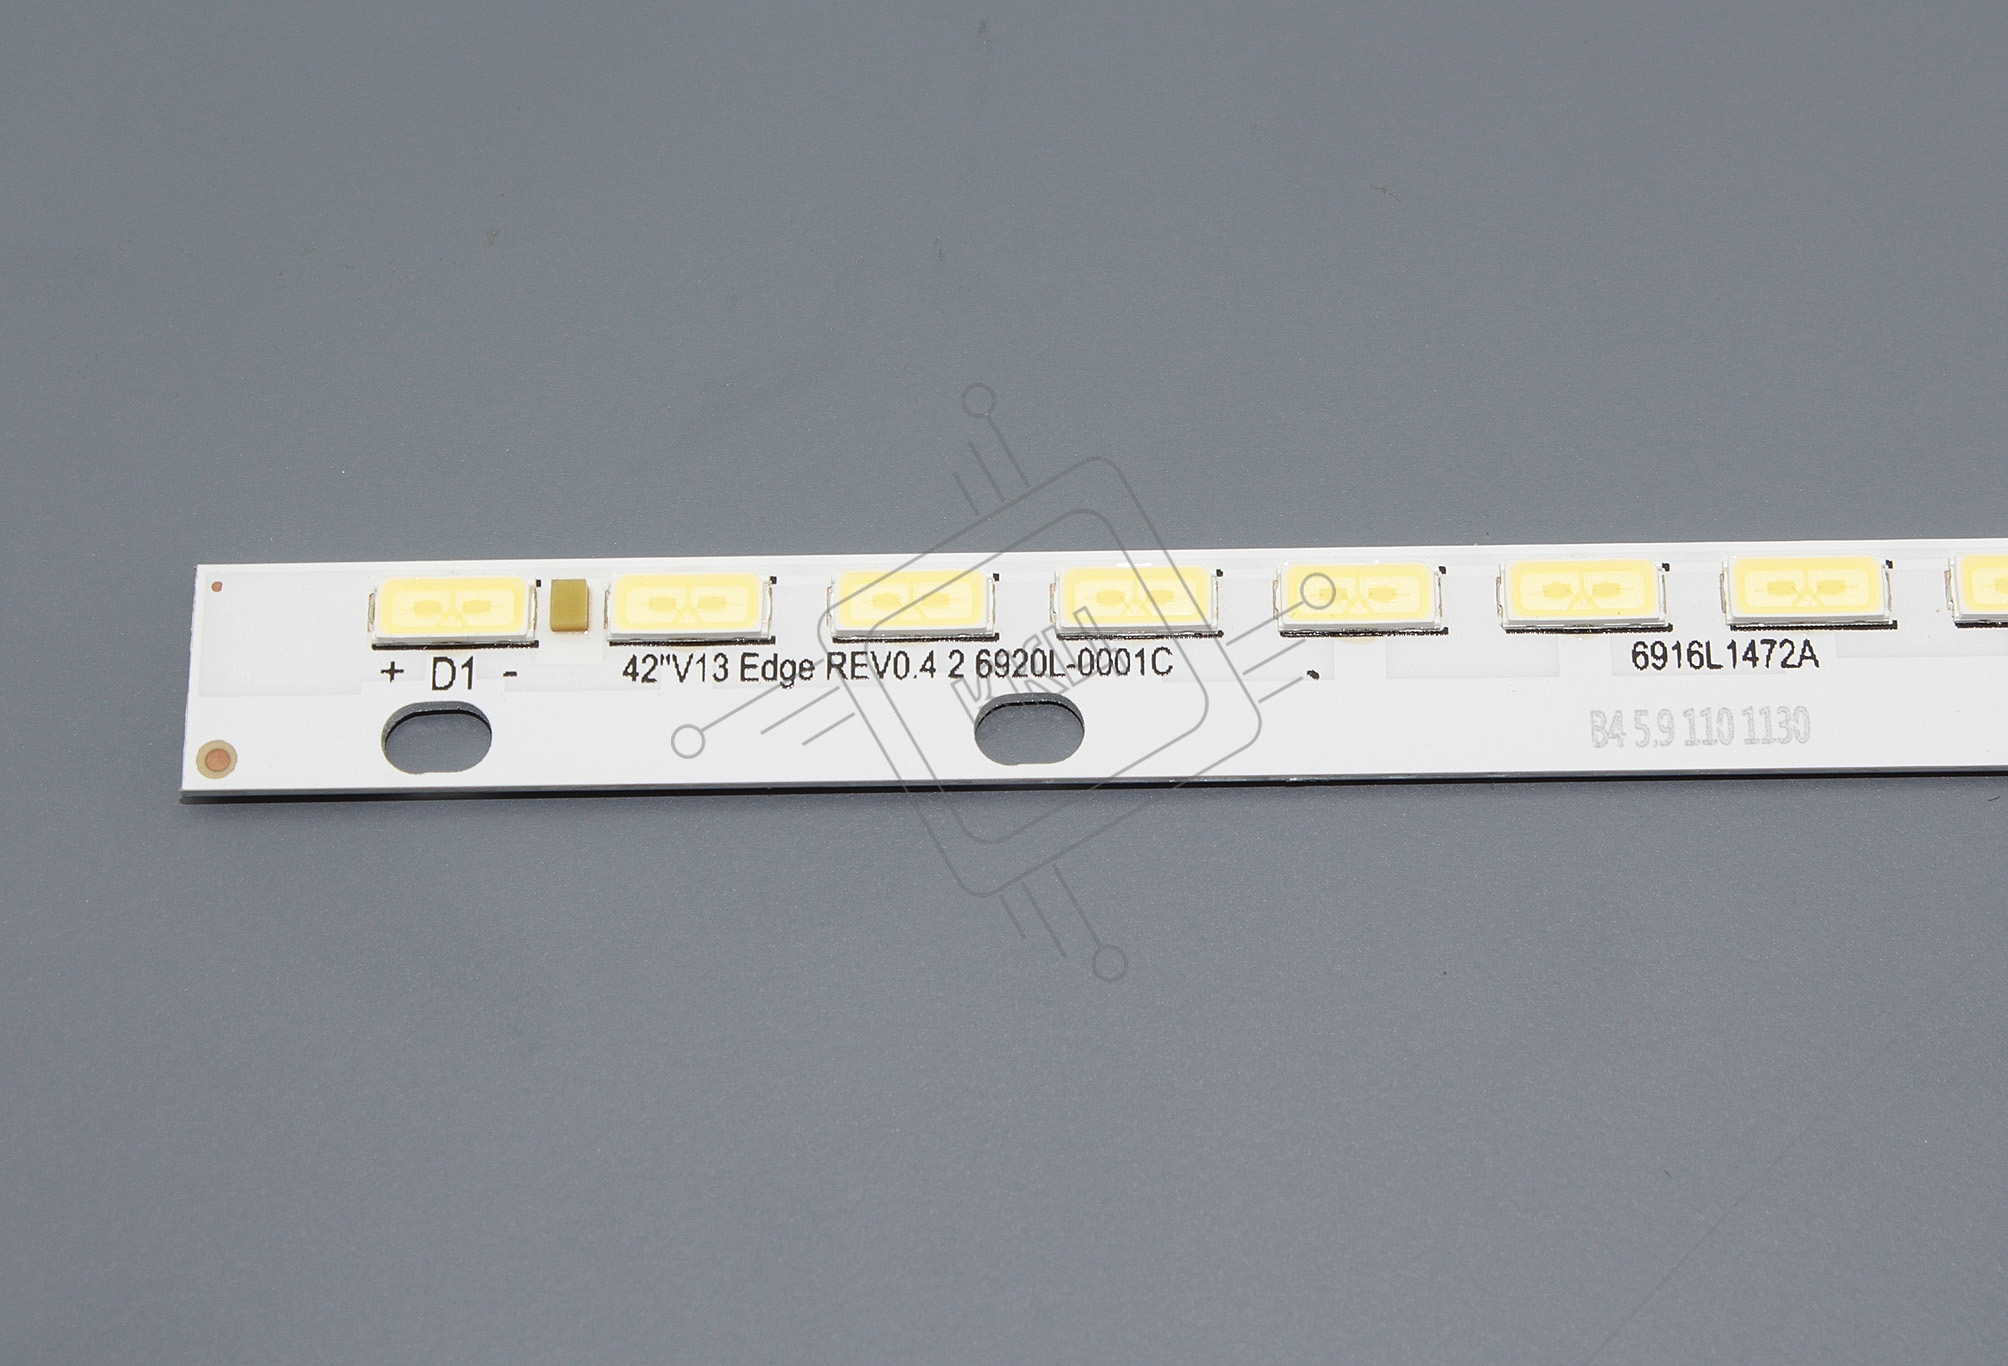 + D1 -
42"V13 Edge REV0.4 2 6920L-0001C
6916L1472A
B4 5.9 110 1130